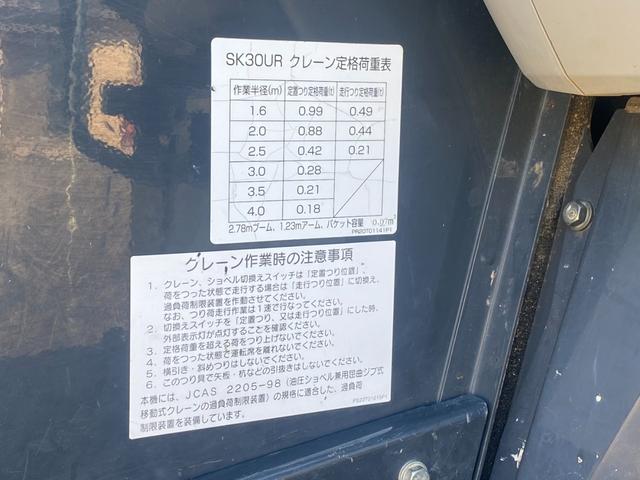 SK30UR クレーン定格荷重表
作業半径(m) 定置つり定格荷重(t) 走行つり定格荷重(t)
1.6 0.99 0.49
2.0 0.88 0.44
2.5 0.42 0.21
3.0 0.28
3.5 0.21
4.0 0.18
2.78mブーム、1.23mアーム、バケット容量 0.07m³
PR20T01141P1
クレーン作業時の注意事項
1. クレーン、ショベル切換えスイッチは「定置つり位置」、
荷をつった状態で走行する場合は「走行つり位置」に切換え、
過負荷制限装置を作動させてください。
なお、つり荷走行作業は1速で行なってください。
2. 切換えスイッチを「定置つり、又は走行つり位置」にした時、
外部表示灯が点灯することを確認ください。
3. 定格荷重を超える荷をつらないでください。
4. 荷をつった状態で運転席を離れないでください。
5. 横引き・斜めつりはしないでください。
6. このつり具で矢板・杭などの引抜きはしないでください。
本機には、JCAS 2205-98（油圧ショベル兼用屈曲ジブ式
移動式クレーンの過負荷制限装置）の規格に適合した、過負荷
制限装置を装備しています。